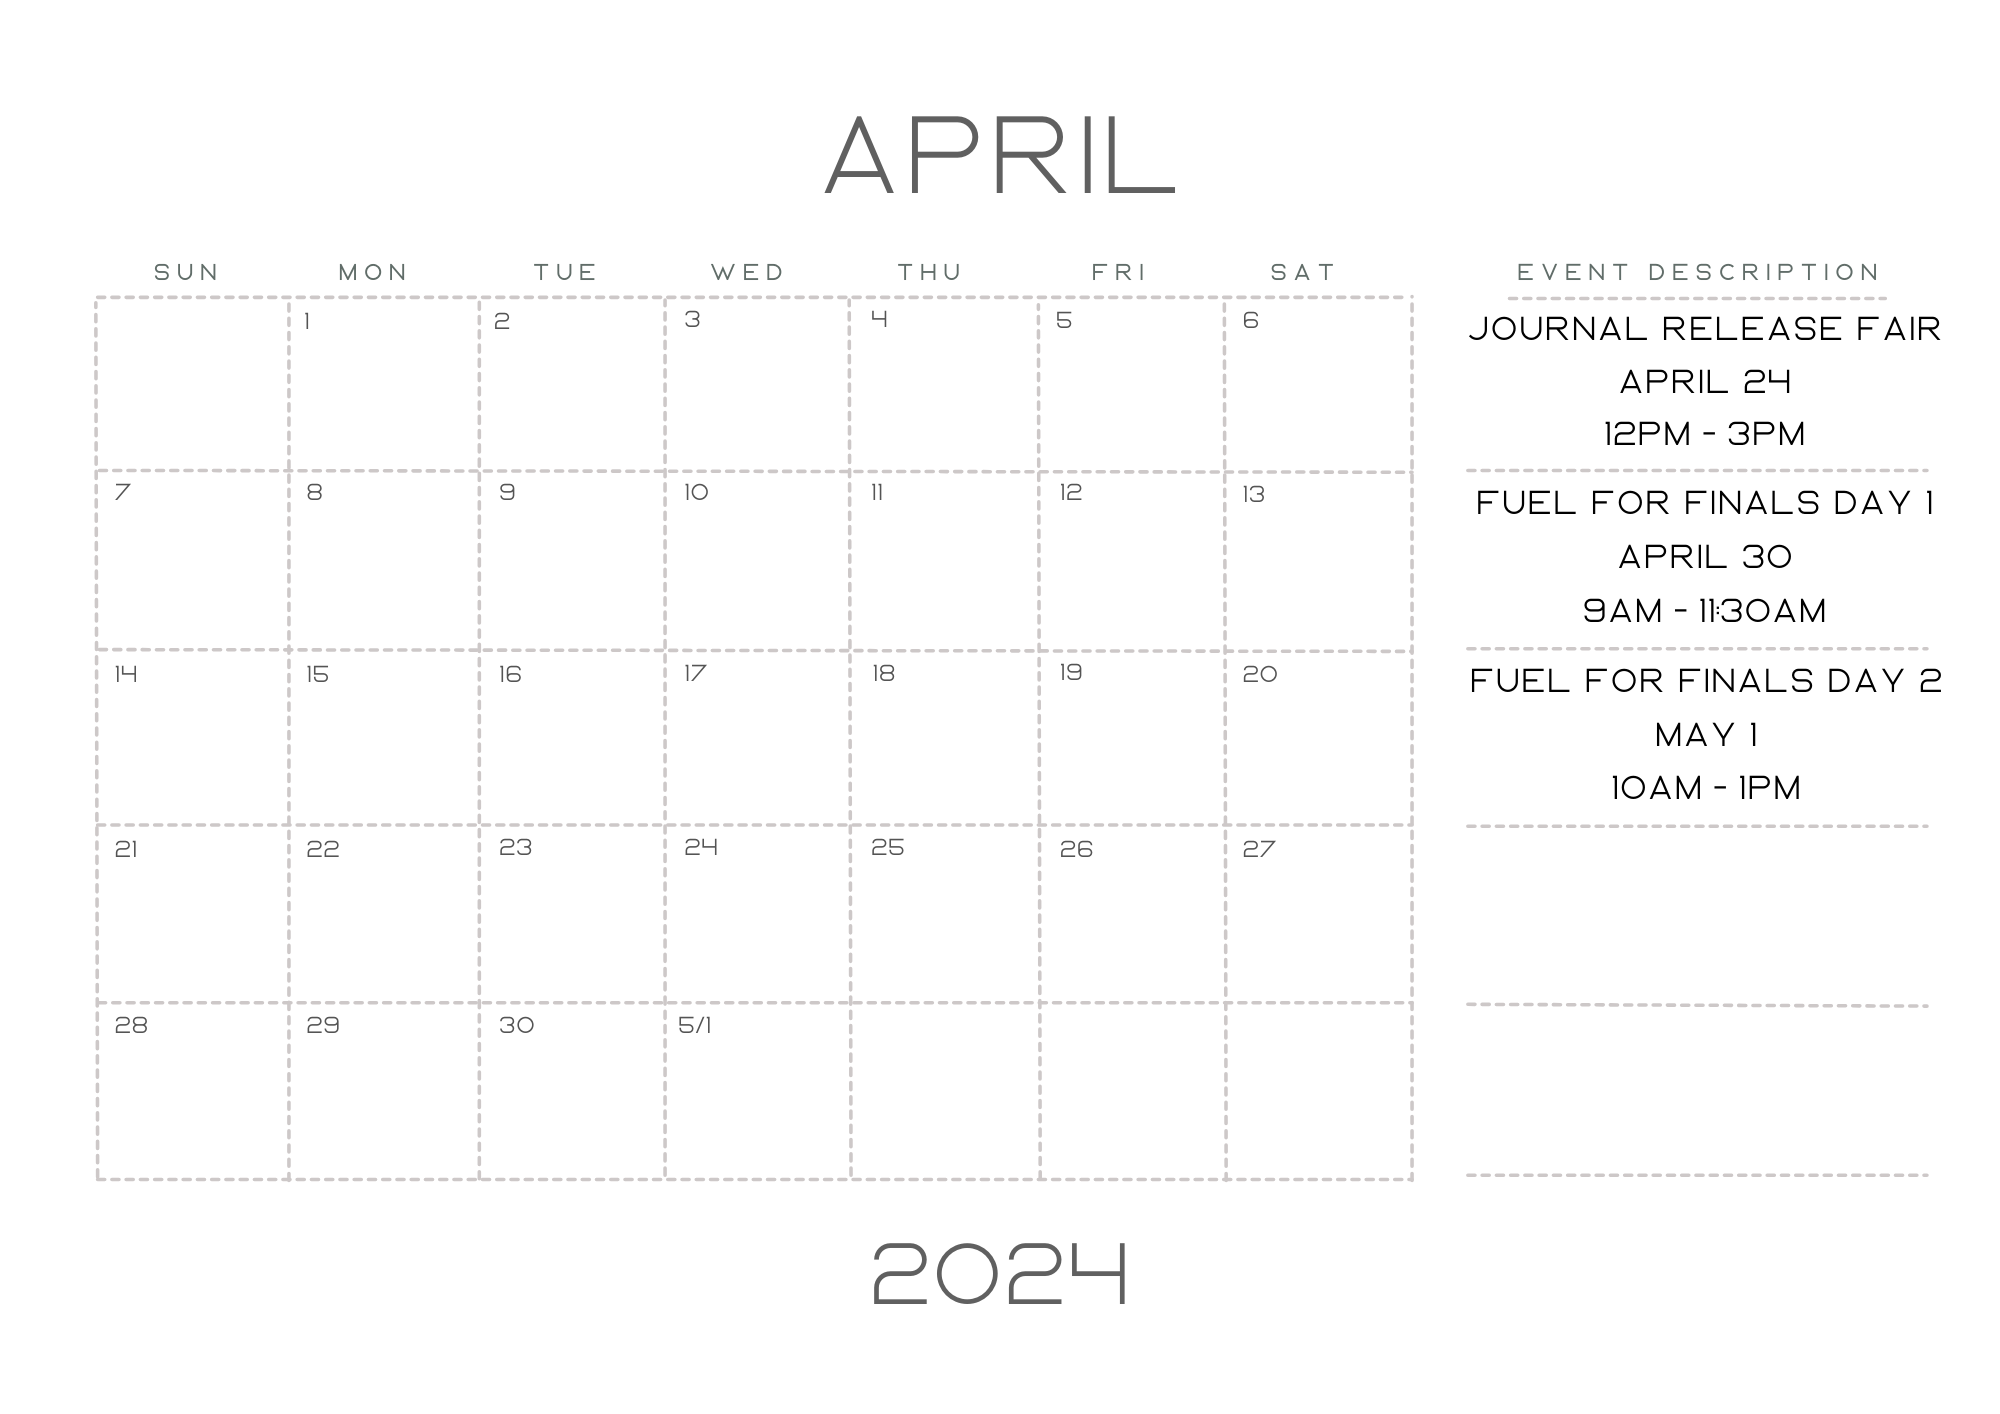 APRIL
SUN MON TUE WED THU FRI SAT
1 2 3 4 5 6
7 8 9 10 11 12 13
14 15 16 17 18 19 20
21 22 23 24 25 26 27
28 29 30 5/1
EVENT DESCRIPTION
JOURNAL RELEASE FAIR
APRIL 24
12PM - 3PM
FUEL FOR FINALS DAY 1
APRIL 30
9AM - 11:30AM
FUEL FOR FINALS DAY 2
MAY 1
10AM - 1PM
2024